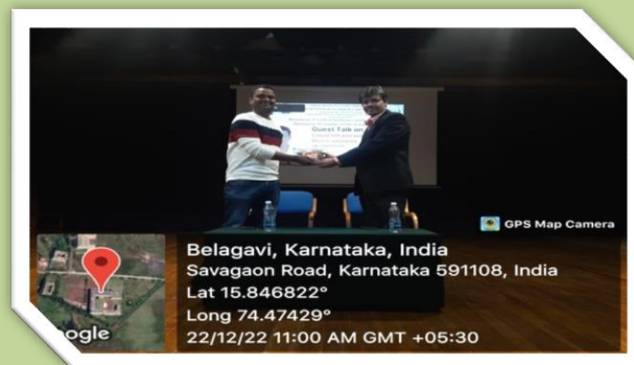 Guest Talk on
GPS Map Camera
Belagavi, Karnataka, India
Savagaon Road, Karnataka 591108, India
Lat 15.846822°
Long 74.47429°
22/12/22 11:00 AM GMT +05:30
ogle